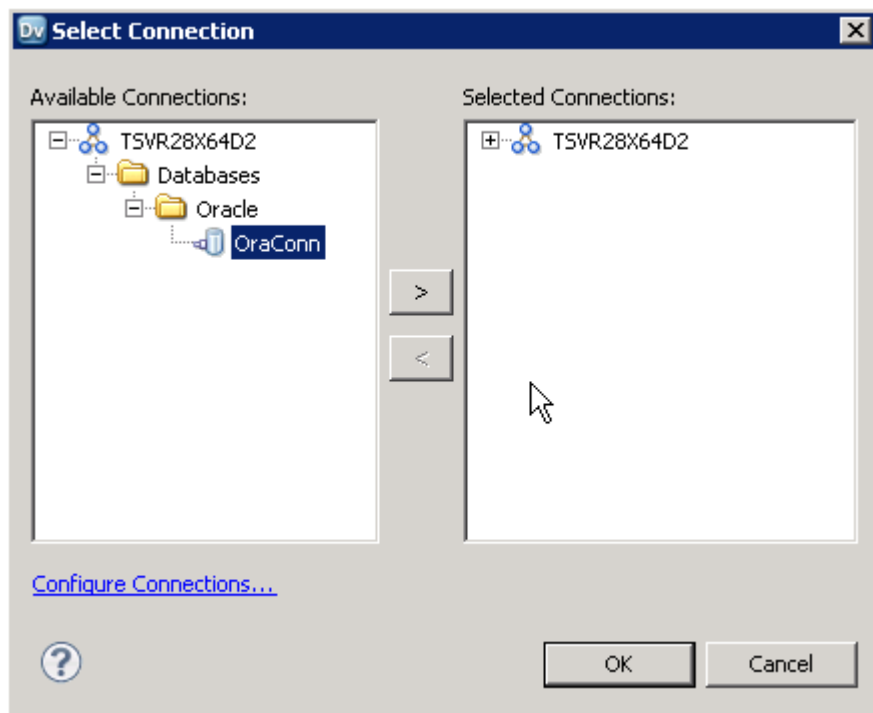 Dv Select Connection
Available Connections:
TSVR28X64D2
Databases
Oracle
OraConn
Selected Connections:
TSVR28X64D2
>
<
Configure Connections...
?
OK
Cancel